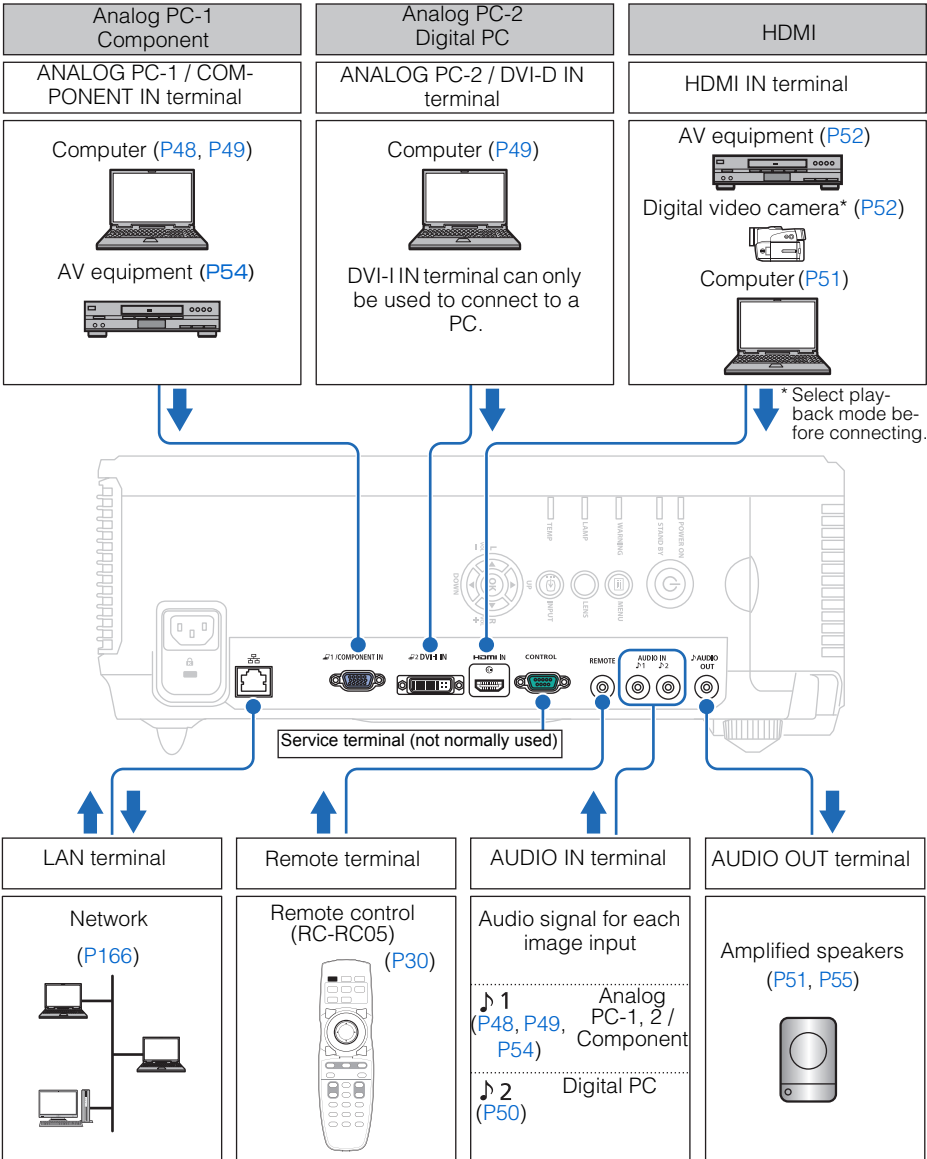 Analog PC-1
Component
ANALOG PC-1 / COM-
PONENT IN terminal
Computer (P48, P49)
AV equipment (P54)
Analog PC-2
Digital PC
ANALOG PC-2 / DVI-D IN
terminal
Computer (P49)
DVI-I IN terminal can only
be used to connect to a
PC.
HDMI
HDMI IN terminal
AV equipment (P52)
Digital video camera* (P52)
Computer (P51)
* Select play-
back mode be-
fore connecting.
TEMP
LAMP
WARNING
STAND BY
POWER ON
VOL
L
DOWN
OK
UP
R
VOL
INPUT
LENS
MENU
1 /COMPONENT IN
2 DVI-I IN
HDMI IN
CONTROL
REMOTE
AUDIO IN
♪1 ♪2
♪AUDIO
OUT
Service terminal (not normally used)
LAN terminal
Network
(P166)
Remote terminal
Remote control
(RC-RC05)
(P30)
AUDIO IN terminal
Audio signal for each
image input
♪ 1
(P48, P49,
P54)
Analog
PC-1, 2 /
Component
♪ 2
(P50)
Digital PC
AUDIO OUT terminal
Amplified speakers
(P51, P55)